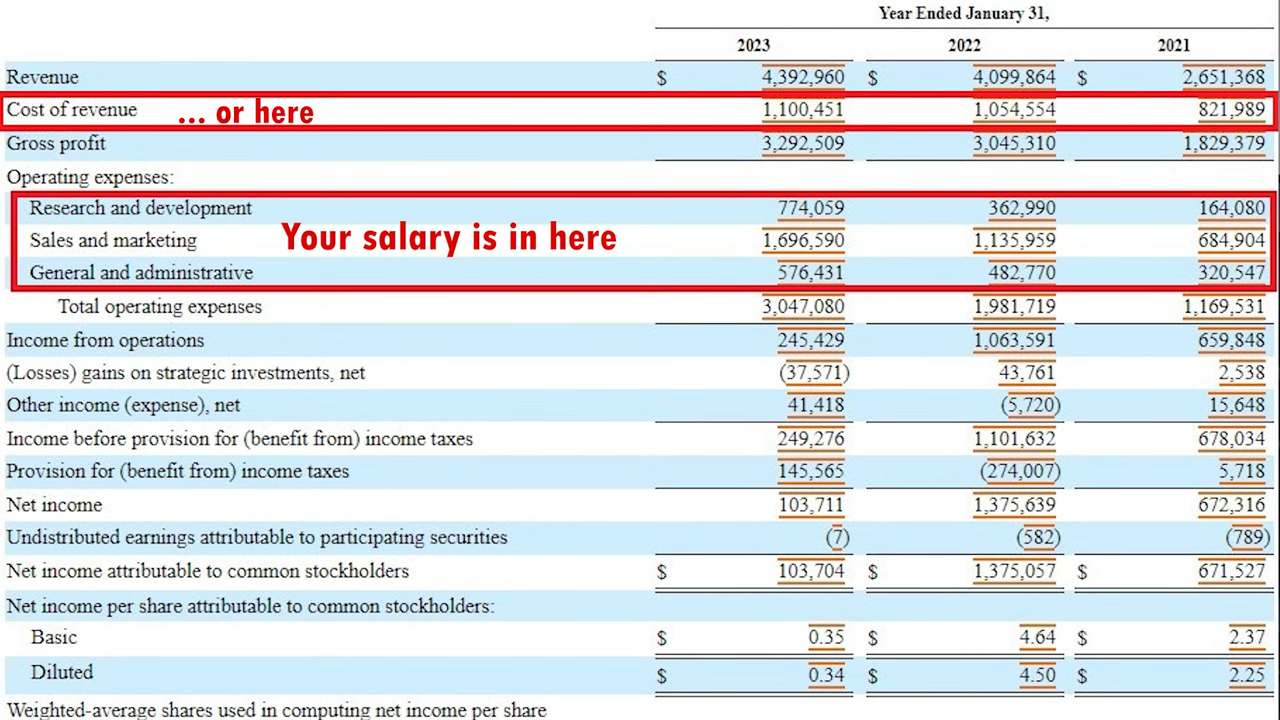 Year Ended January 31,
2023 2022 2021
Revenue $ 4,392,960 $ 4,099,864 $ 2,651,368
Cost of revenue ... or here 1,100,451 1,054,554 821,989
Gross profit 3,292,509 3,045,310 1,829,379
Operating expenses:
Research and development 774,059 362,990 164,080
Sales and marketing Your salary is in here 1,696,590 1,135,959 684,904
General and administrative 576,431 482,770 320,547
Total operating expenses 3,047,080 1,981,719 1,169,531
Income from operations 245,429 1,063,591 659,848
(Losses) gains on strategic investments, net (37,571) 43,761 2,538
Other income (expense), net 41,418 (5,720) 15,648
Income before provision for (benefit from) income taxes 249,276 1,101,632 678,034
Provision for (benefit from) income taxes 145,565 (274,007) 5,718
Net income 103,711 1,375,639 672,316
Undistributed earnings attributable to participating securities (7) (582) (789)
Net income attributable to common stockholders $ 103,704 $ 1,375,057 $ 671,527
Net income per share attributable to common stockholders:
Basic $ 0.35 $ 4.64 $ 2.37
Diluted $ 0.34 $ 4.50 $ 2.25
Weighted-average shares used in computing net income per share